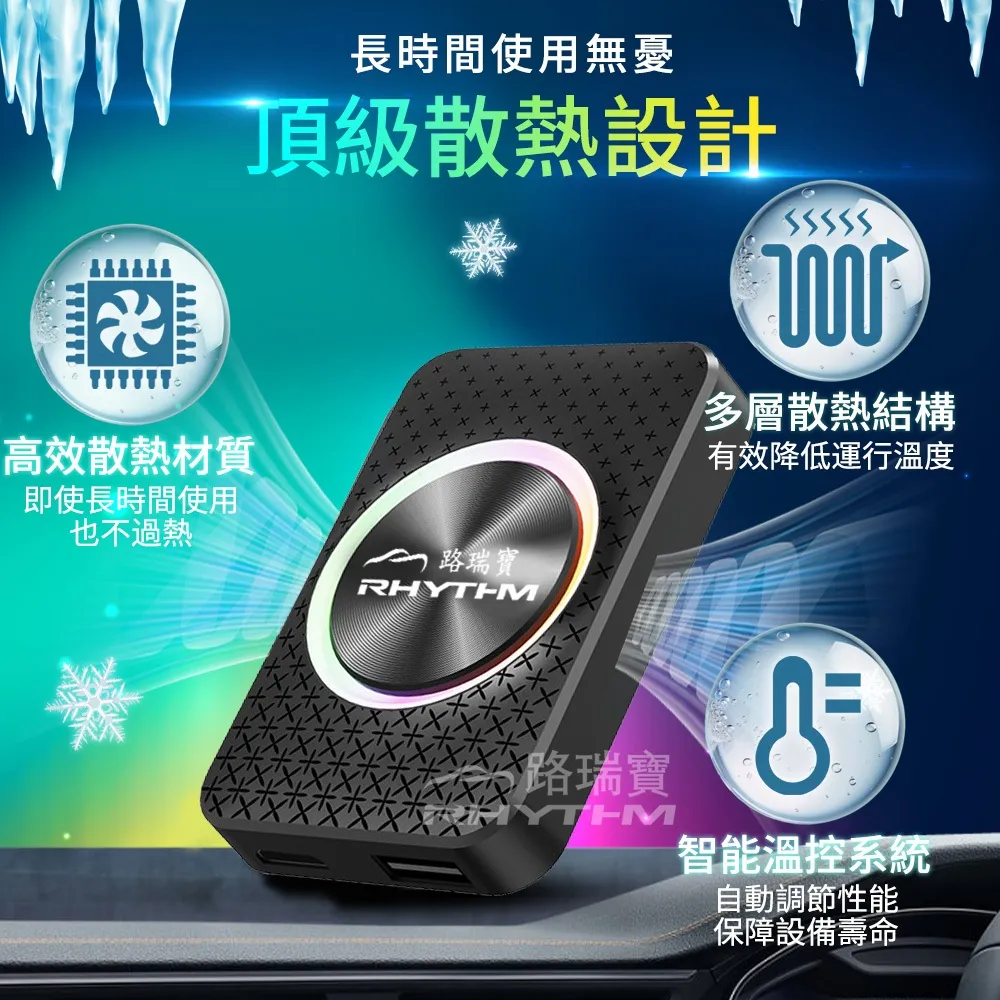 長時間使用無憂
頂級散熱設計
高效散熱材質
即使長時間使用
也不過熱
多層散熱結構
有效降低運行溫度
路瑞寶
RHYTHM
路瑞寶
RHYTHM
智能溫控系統
自動調節性能
保障設備壽命